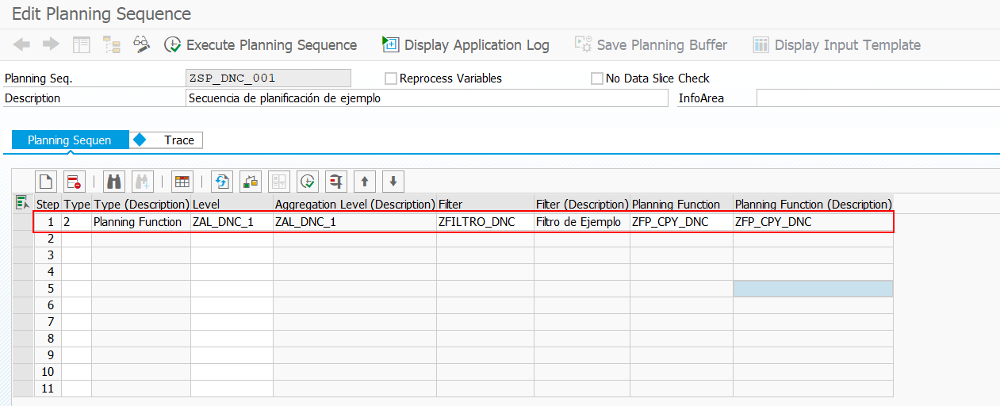 Edit Planning Sequence
Execute Planning Sequence Display Application Log Save Planning Buffer Display Input Template
Planning Seq. ZSP_DNC_001 Reprocess Variables No Data Slice Check
Description Secuencia de planificación de ejemplo InfoArea
Planning Sequen Trace
Step Type Type (Description) Level Aggregation Level (Description) Filter Filter (Description) Planning Function Planning Function (Description)
1 2 Planning Function ZAL_DNC_1 ZAL_DNC_1 ZFILTRO_DNC Filtro de Ejemplo ZFP_CPY_DNC ZFP_CPY_DNC
2
3
4
5
6
7
8
9
10
11